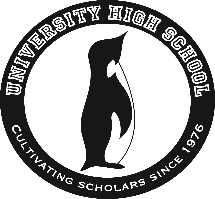 UNIVERSITY HIGH SCHOOL
CULTIVATING SCHOLARS SINCE 1976